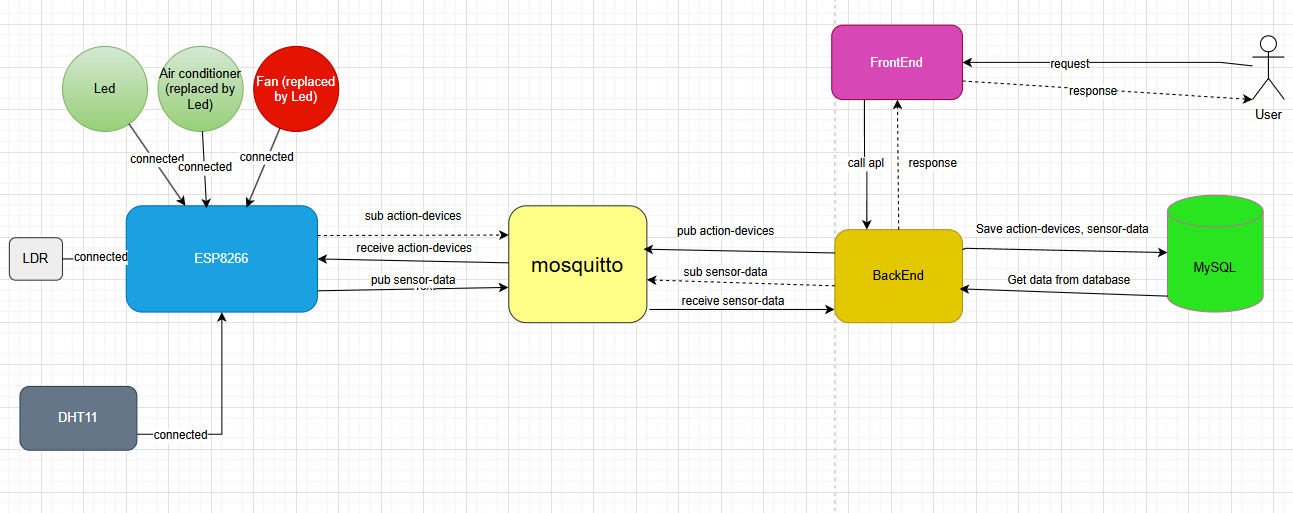 Led
Air conditioner
(replaced by
Led)
Fan (replaced
by Led)
connected
connected
connected
LDR
connected
ESP8266
DHT11
connected
sub action-devices
receive action-devices
pub sensor-data
mosquitto
pub action-devices
sub sensor-data
receive sensor-data
FrontEnd
request
response
User
call apI
response
BackEnd
Save action-devices, sensor-data
Get data from database
MySQL